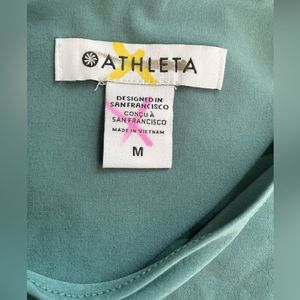 ATHLETA
DESIGNED IN
SAN FRANCISCO
CONÇU À
SAN FRANCISCO
MADE IN VIETNAM
M